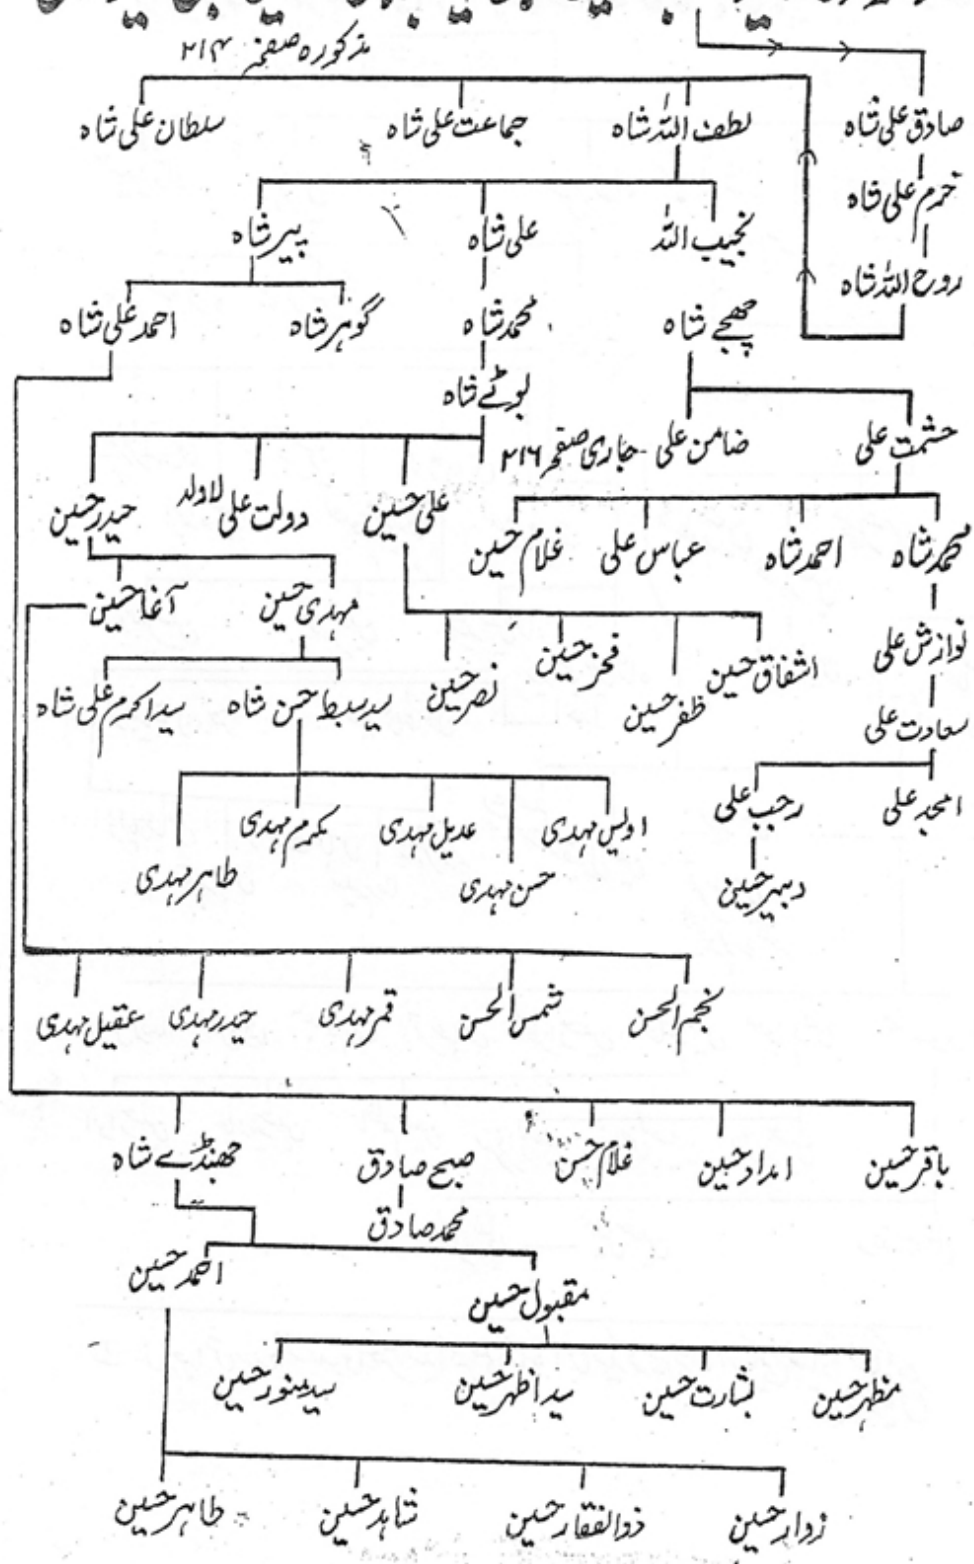 مذکورہ صفحہ ۲۱۴
صادق علی شاہ
خرم علی شاہ
روح اللہ شاہ
لطف اللہ شاہ جماعت علی شاہ سلطان علی شاہ
نجیب اللہ علی شاہ پیر شاہ
چھجے شاہ محمد شاہ گوہر شاہ احمد علی شاہ
بوٹے شاہ
حشمت علی ضامن علی جاری صفحہ ۲۱۶
علی حسین دولت علی لاولد حیدر حسین
محمد شاہ احمد شاہ عباس علی غلام حسین
مہدی حسین آغا حسین
نوازش علی
اشفاق حسین ظفر حسین فخر حسین نصر حسین
سید سبط حسن شاہ سید اکرم علی شاہ
سعادت علی
امجد علی رجب علی
اویس مہدی حسن مہدی عدیل مہدی مکرم مہدی طاہر مہدی
دبیر حسین
نجم الحسن شمس الحسن قمر مہدی حیدر مہدی عقیل مہدی
باقر حسین امداد حسین غلام حسن صبح صادق جھنڈے شاہ
محمد صادق
مقبول حسین احمد حسین
مظہر حسین بشارت حسین سید اظہر حسین سید منور حسین
زوار حسین ذوالفقار حسین شاہد حسین طاہر حسین